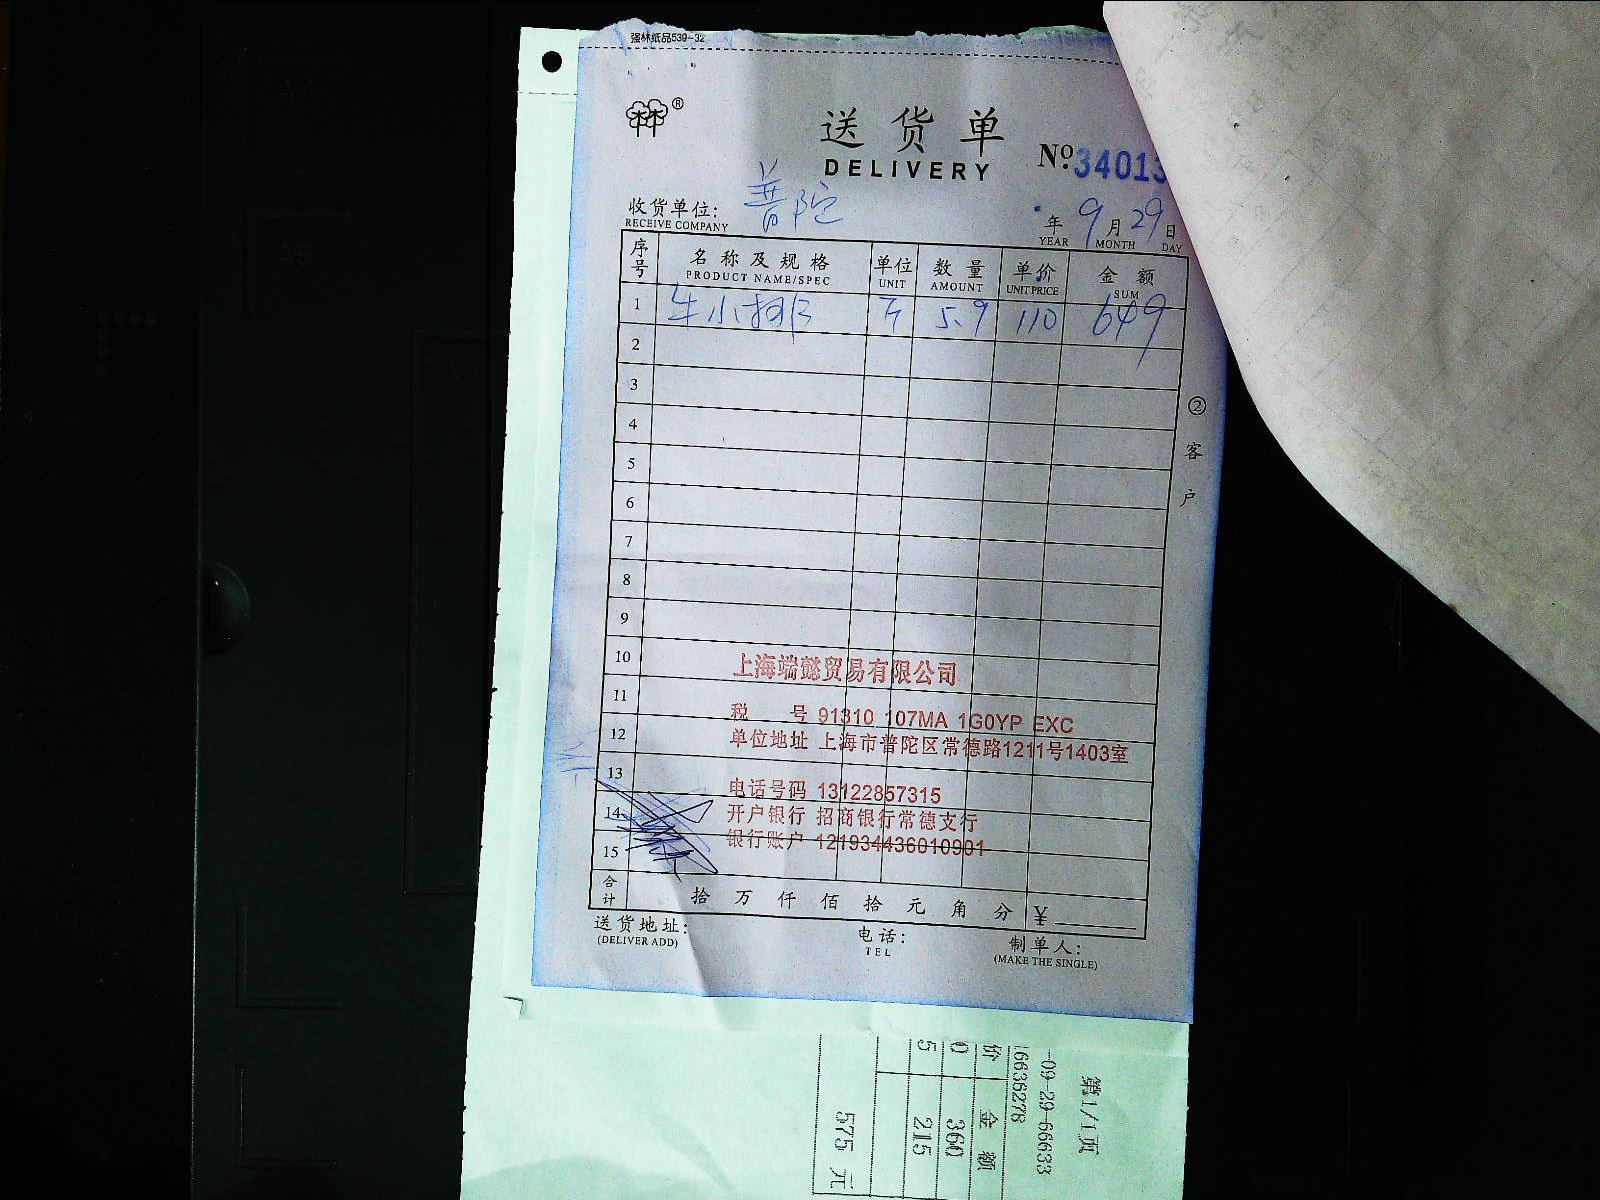 强林纸品539-32
®
送货单
DELIVERY
№ 34013
收货单位: 普陀
RECEIVE COMPANY
年 9 月 29 日
YEAR MONTH DAY
序号 名称及规格 单位 数量 单价 金额
PRODUCT NAME/SPEC UNIT AMOUNT UNIT PRICE SUM
1 牛小排 斤 5.9 110 649
2
3
4
5
6
7
8
9
10
11
12
13
14
15
② 客户
上海端懿贸易有限公司
税 号 91310 107MA 1G0YP EXC
单位地址 上海市普陀区常德路1211号1403室
电话号码 13122857315
开户银行 招商银行常德支行
银行账户 121934436010901
合计 拾 万 仟 佰 拾 元 角 分 ¥
送货地址: 电话: 制单人:
(DELIVER ADD) TEL (MAKE THE SINGLE)
第1/1页
-09-29-66633
16636278
价 金额
0 360
5 215
575 元